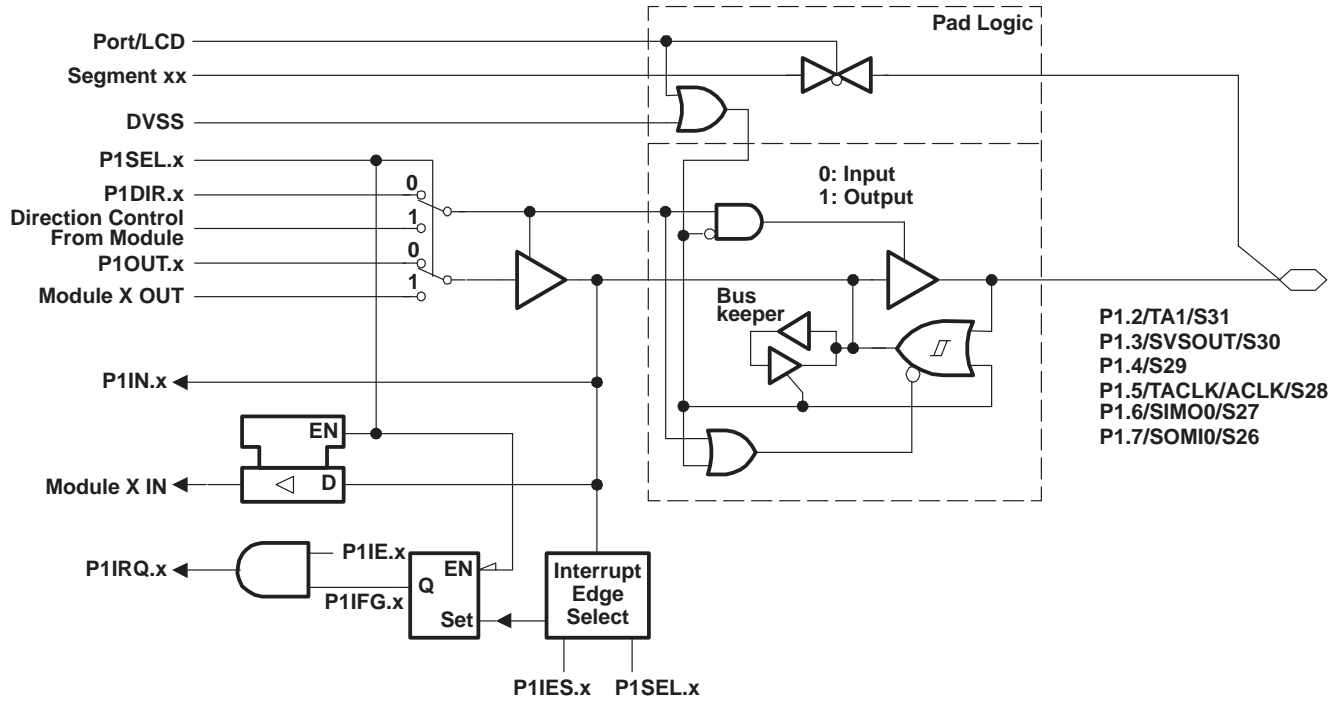 Pad Logic
Port/LCD
Segment xx
DVSS
P1SEL.x
0: Input
1: Output
P1DIR.x
0
Direction Control
From Module
1
P1OUT.x
0
Module X OUT
1
Bus
keeper
P1.2/TA1/S31
P1.3/SVSOUT/S30
P1.4/S29
P1.5/TACLK/ACLK/S28
P1.6/SIMO0/S27
P1.7/SOMI0/S26
P1IN.x
EN
Module X IN
D
P1IE.x
P1IRQ.x
P1IFG.x
EN
Q
Set
Interrupt
Edge
Select
P1IES.x
P1SEL.x